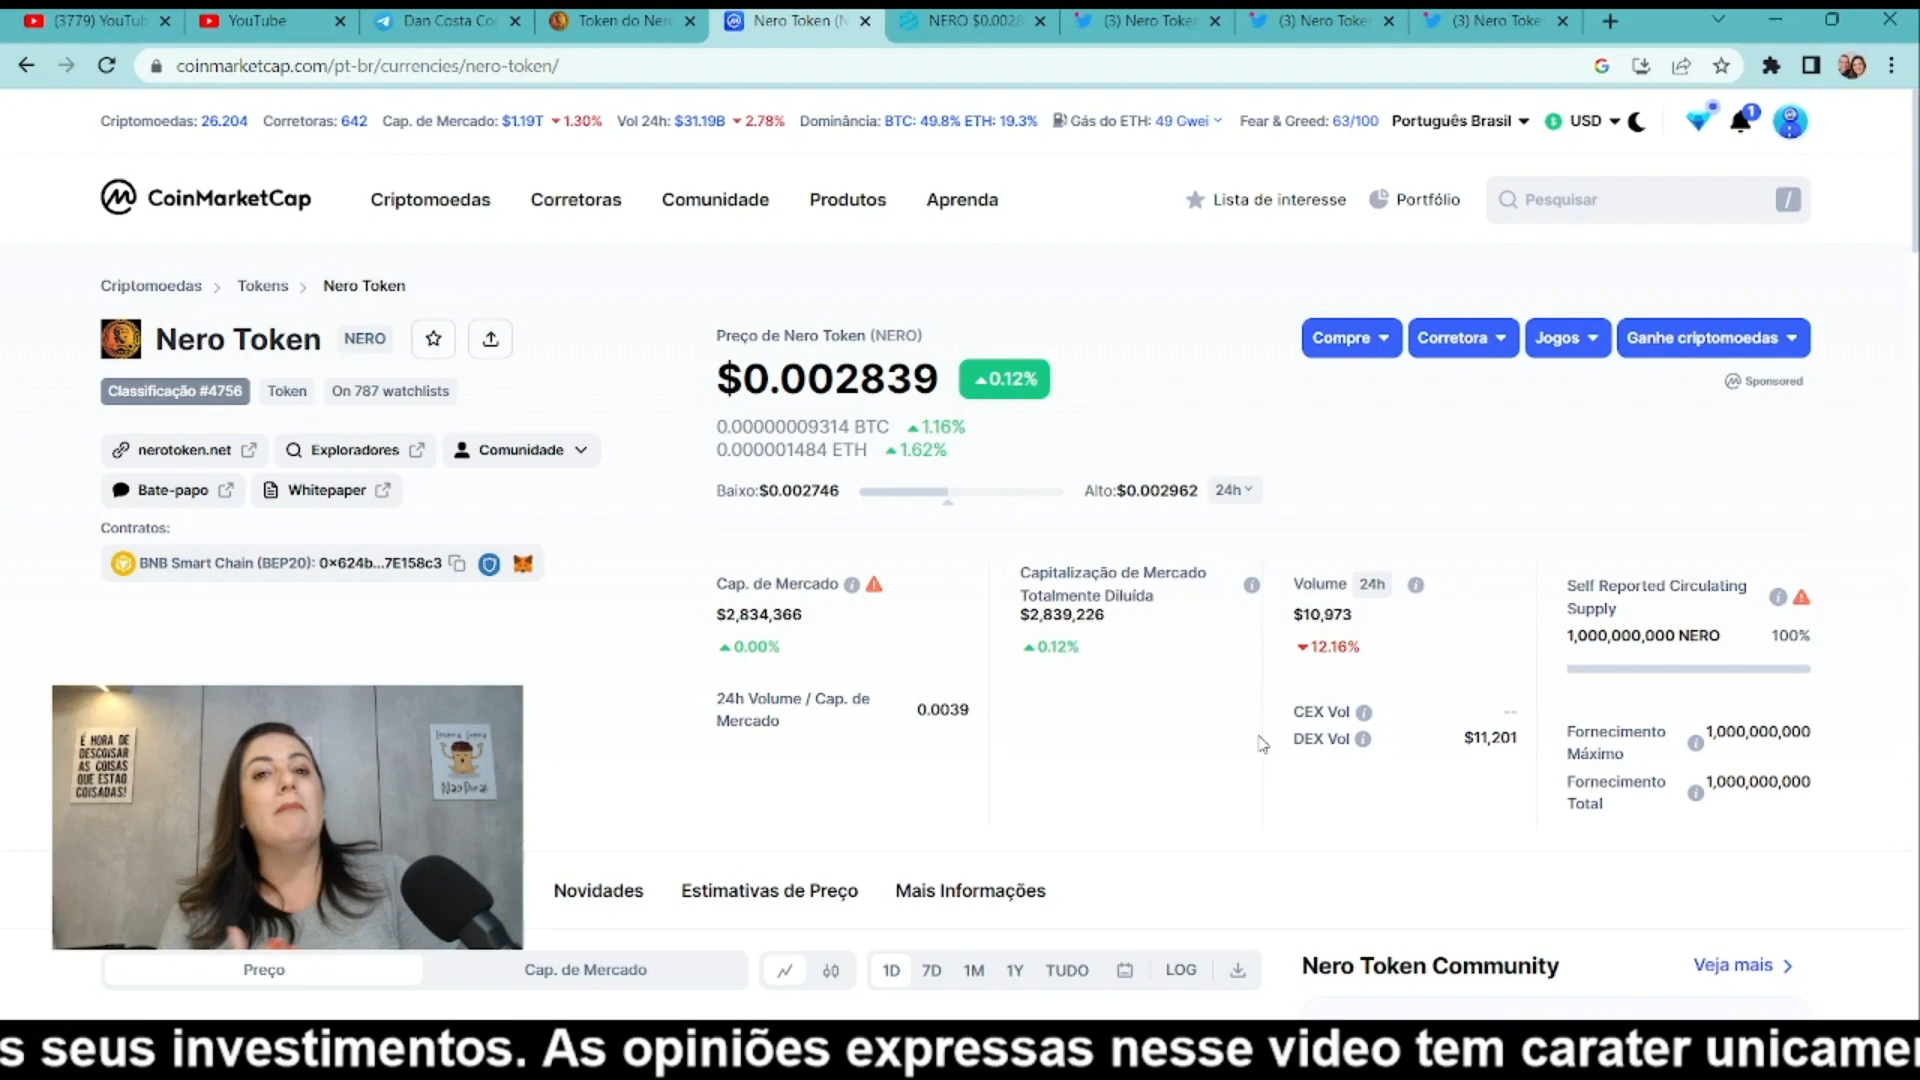 (3779) YouTub
YouTube
Dan Costa Co
Token do Nero
Nero Token (N
NERO $0.0028
(3) Nero Toke
(3) Nero Toke
(3) Nero Toke
coinmarketcap.com/pt-br/currencies/nero-token/
Criptomoedas: 26.204 Corretoras: 642 Cap. de Mercado: $1.19T 1.30% Vol 24h: $31.19B 2.78% Dominância: BTC: 49.8% ETH: 19.3% Gás do ETH: 49 Gwei Fear & Greed: 63/100 Português Brasil USD 1
CoinMarketCap
Criptomoedas Corretoras Comunidade Produtos Aprenda
Lista de interesse Portfólio Pesquisar /
Criptomoedas Tokens Nero Token
Nero Token NERO
Classificação #4756 Token On 787 watchlists
nerotoken.net Exploradores Comunidade
Bate-papo Whitepaper
Contratos:
BNB Smart Chain (BEP20): 0x624b...7E158c3
Preço de Nero Token (NERO)
$0.002839 0.12%
0.00000009314 BTC 1.16%
0.000001484 ETH 1.62%
Baixo:$0.002746 Alto:$0.002962 24h
Compre Corretora Jogos Ganhe criptomoedas
Sponsored
Cap. de Mercado
$2,834,366
0.00%
24h Volume / Cap. de
Mercado
0.0039
Capitalização de Mercado
Totalmente Diluída
$2,839,226
0.12%
Volume 24h
$10,973
12.16%
CEX Vol --
DEX Vol $11,201
Self Reported Circulating
Supply
1,000,000,000 NERO 100%
Fornecimento
Máximo
1,000,000,000
Fornecimento
Total
1,000,000,000
É HORA DE
DESCOISAR
AS COISAS
QUE ESTÃO
COISADAS!
Novidades Estimativas de Preço Mais Informações
Preço Cap. de Mercado
1D 7D 1M 1Y TUDO LOG
Nero Token Community Veja mais
s seus investimentos. As opiniões expressas nesse video tem carater unicame